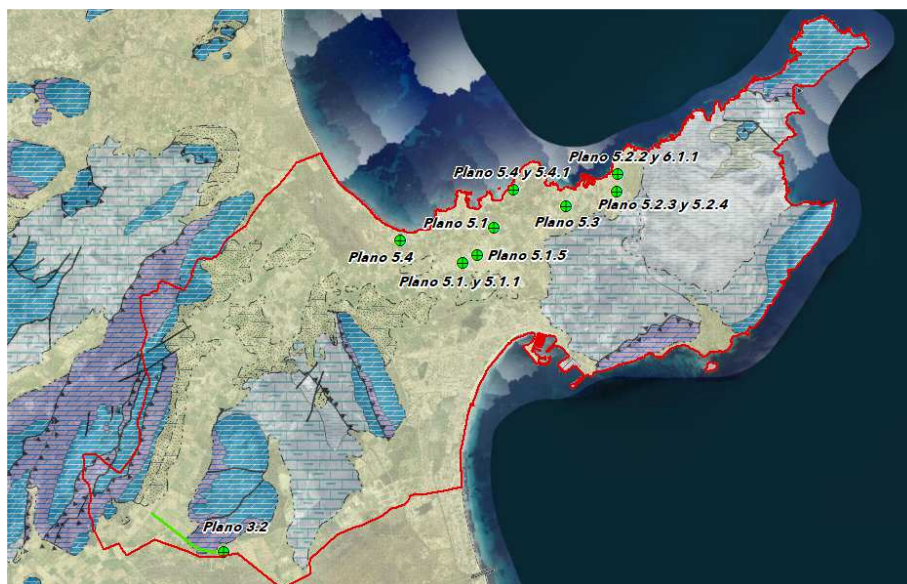 Plano 5.2.2 y 6.1.1
Plano 5.4 y 5.4.1
Plano 5.2.3 y 5.2.4
Plano 5.3
Plano 5.1
Plano 5.4
Plano 5.1.5
Plano 5.1. y 5.1.1
Plano 3.2